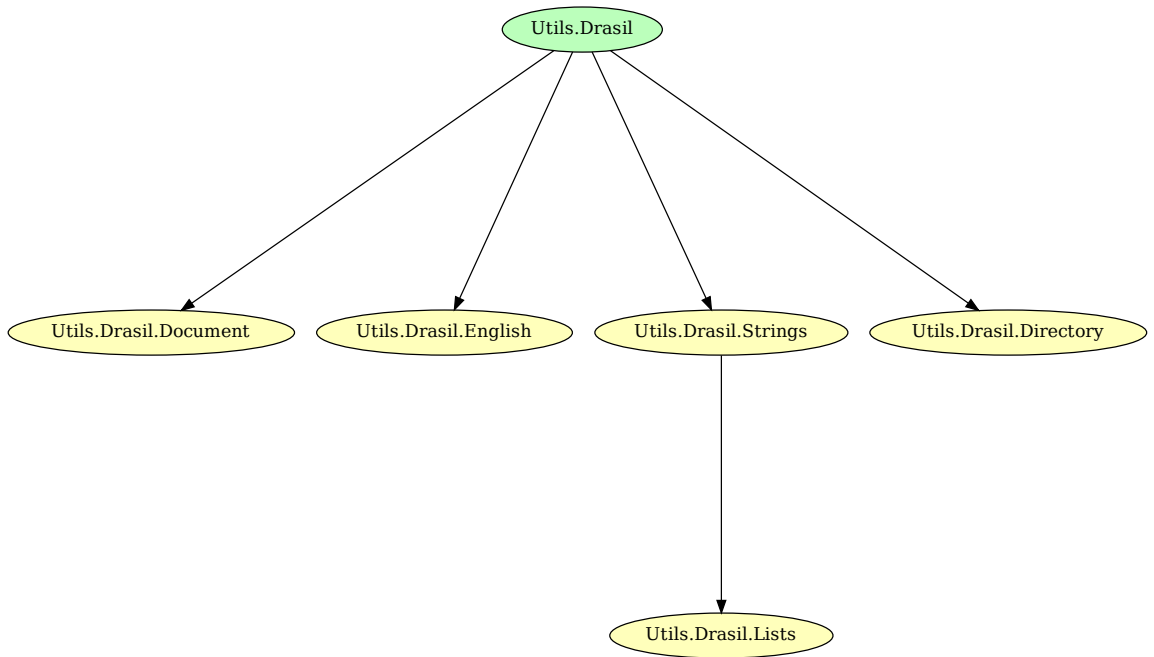 Utils.Drasil
Utils.Drasil.Document
Utils.Drasil.English
Utils.Drasil.Strings
Utils.Drasil.Directory
Utils.Drasil.Lists